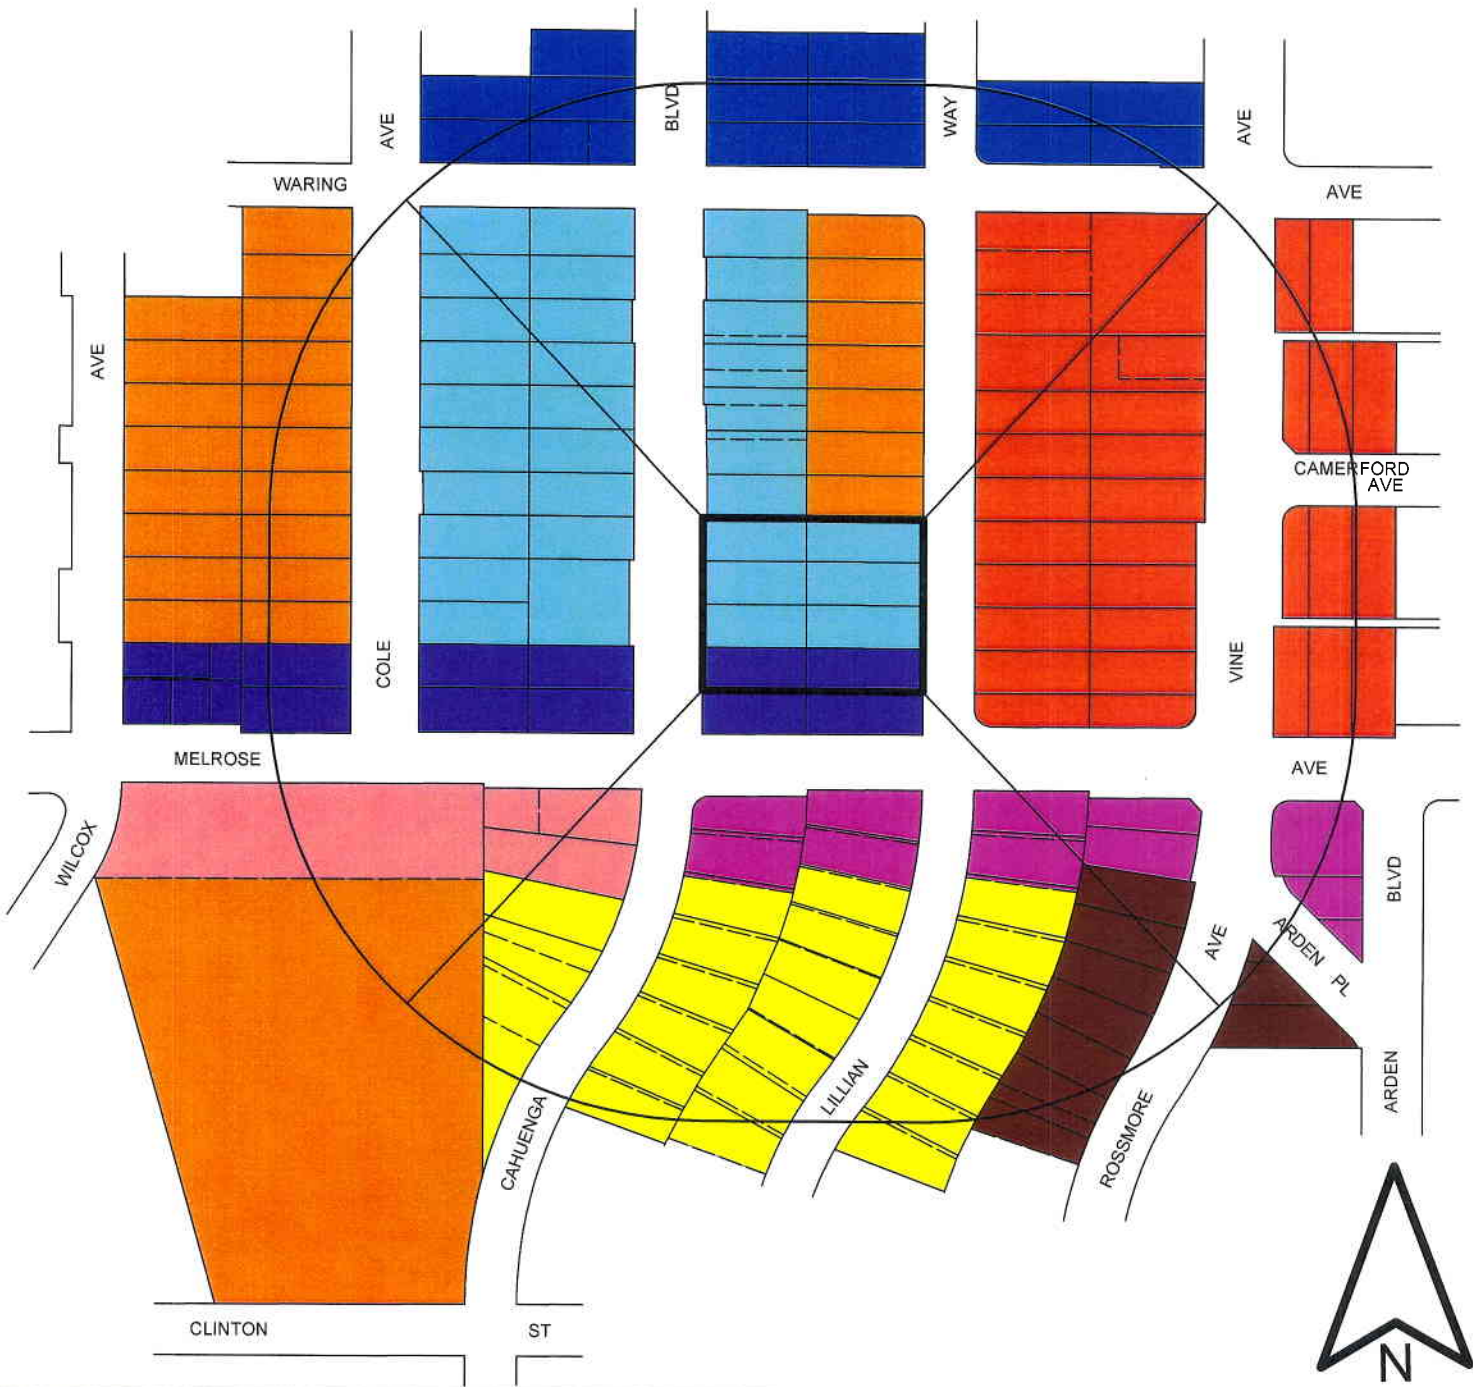 BLVD
WAY
AVE
AVE
WARING
AVE
AVE
CAMERFORD
AVE
COLE
VINE
MELROSE
AVE
WILCOX
BLVD
ARDEN PL
AVE
LILLIAN
ARDEN
CAHUENGA
ROSSMORE
CLINTON
ST
N